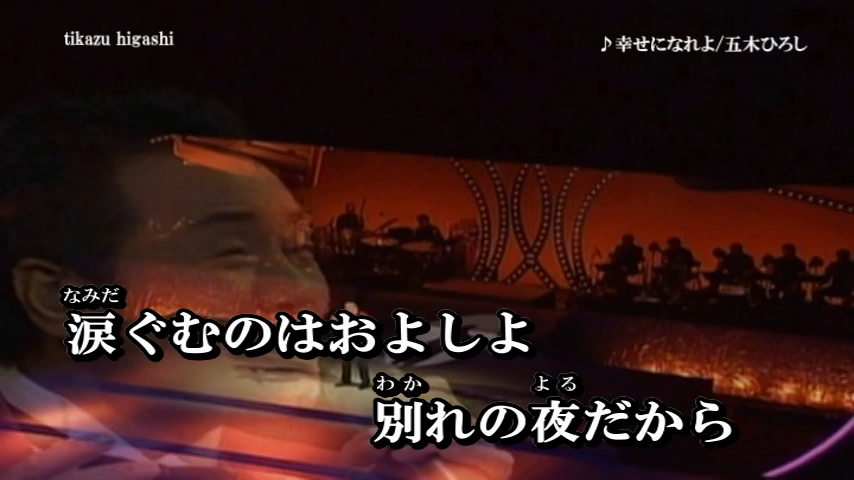 tikazu higashi
♪幸せになれよ/五木ひろし
なみだ
涙ぐむのはおよしよ
わか よる
別れの夜だから